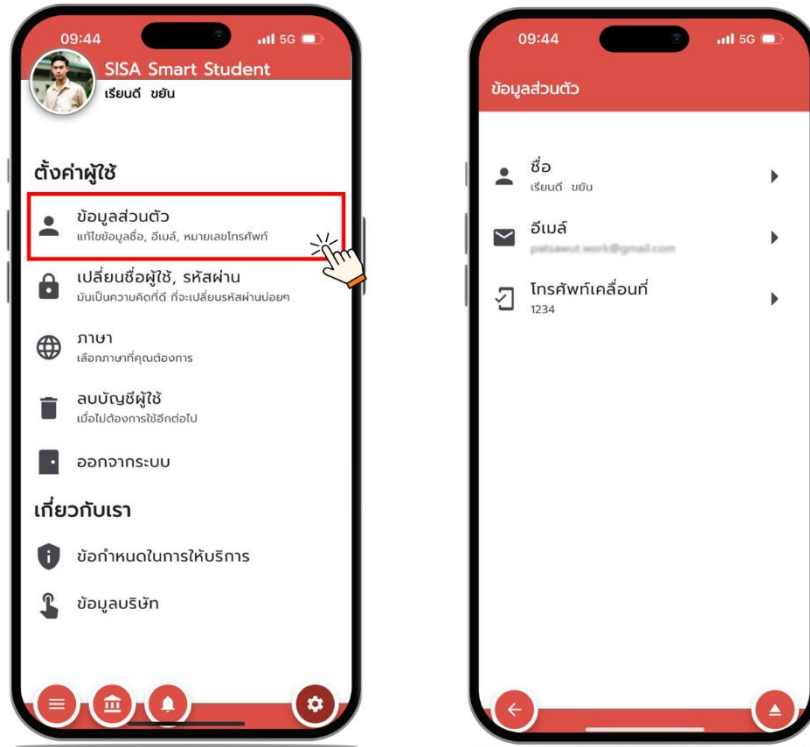 09:44
5G
SISA Smart Student
เรียนดี ขยัน
ตั้งค่าผู้ใช้
ข้อมูลส่วนตัว
แก้ไขข้อมูลชื่อ, อีเมล์, หมายเลขโทรศัพท์
เปลี่ยนชื่อผู้ใช้, รหัสผ่าน
มันเป็นความคิดที่ดี ที่จะเปลี่ยนรหัสผ่านบ่อยๆ
ภาษา
เลือกภาษาที่คุณต้องการ
ลบบัญชีผู้ใช้
เมื่อไม่ต้องการใช้อีกต่อไป
ออกจากระบบ
เกี่ยวกับเรา
ข้อกำหนดในการให้บริการ
ข้อมูลบริษัท
09:44
5G
ข้อมูลส่วนตัว
ชื่อ
เรียนดี ขยัน
อีเมล์
โทรศัพท์เคลื่อนที่
1234